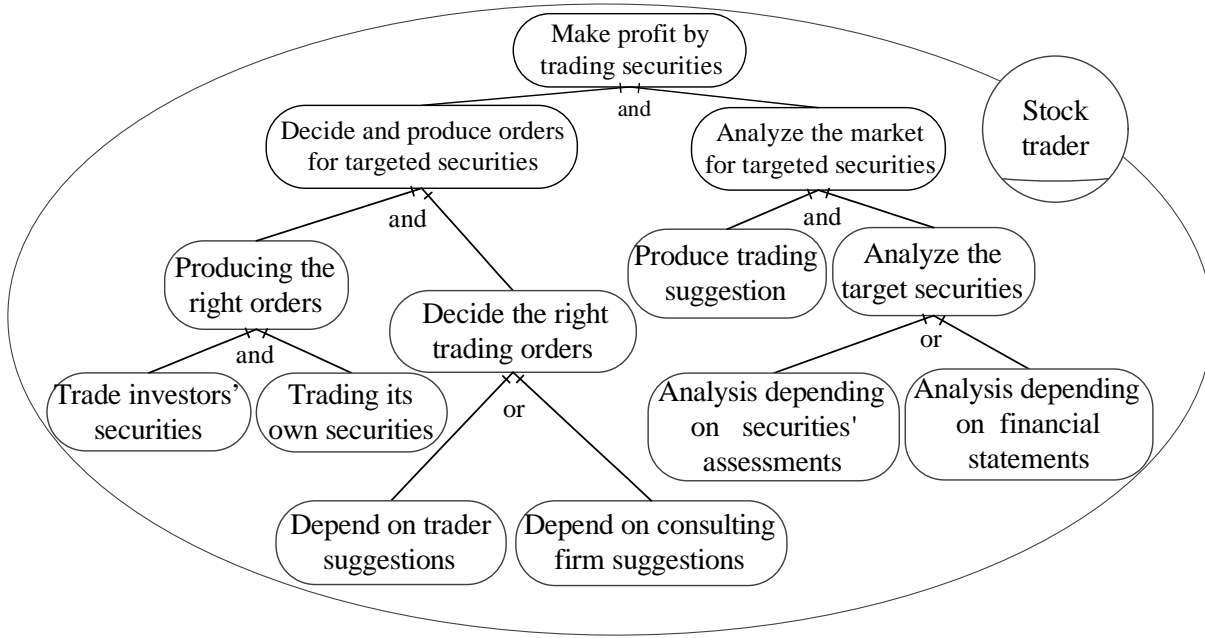 Make profit by
trading securities
and
Stock
trader
Decide and produce orders
for targeted securities
Analyze the market
for targeted securities
and
and
Producing the
right orders
Decide the right
trading orders
Produce trading
suggestion
Analyze the
target securities
and
or
or
Trade investors’
securities
Trading its
own securities
Analysis depending
on securities'
assessments
Analysis depending
on financial
statements
Depend on trader
suggestions
Depend on consulting
firm suggestions